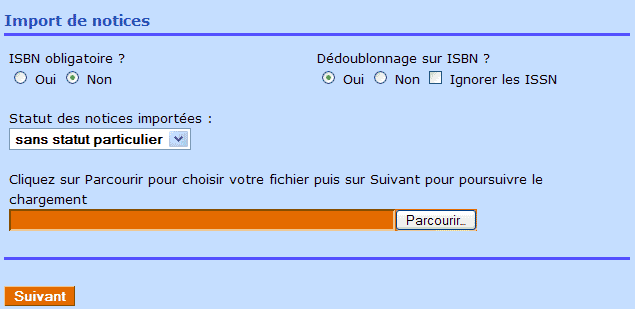 Import de notices
ISBN obligatoire ? Dédoublonnage sur ISBN ?
Oui Non Oui Non Ignorer les ISSN
Statut des notices importées :
sans statut particulier
Cliquez sur Parcourir pour choisir votre fichier puis sur Suivant pour poursuivre le
chargement
Parcourir_
Suivant